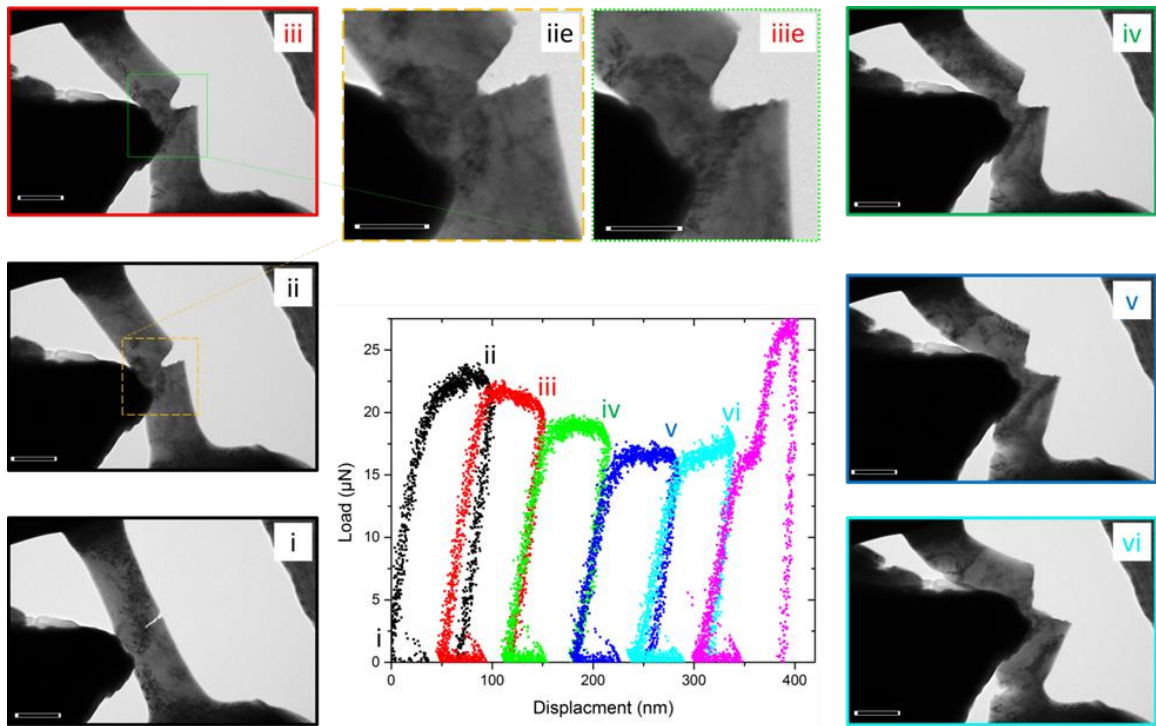 iii
iie
iiie
iv
ii
v
i
vi
25
20
15
10
5
0
Load (µN)
i
ii
iii
iv
v
vi
0
100
200
300
400
Displacment (nm)